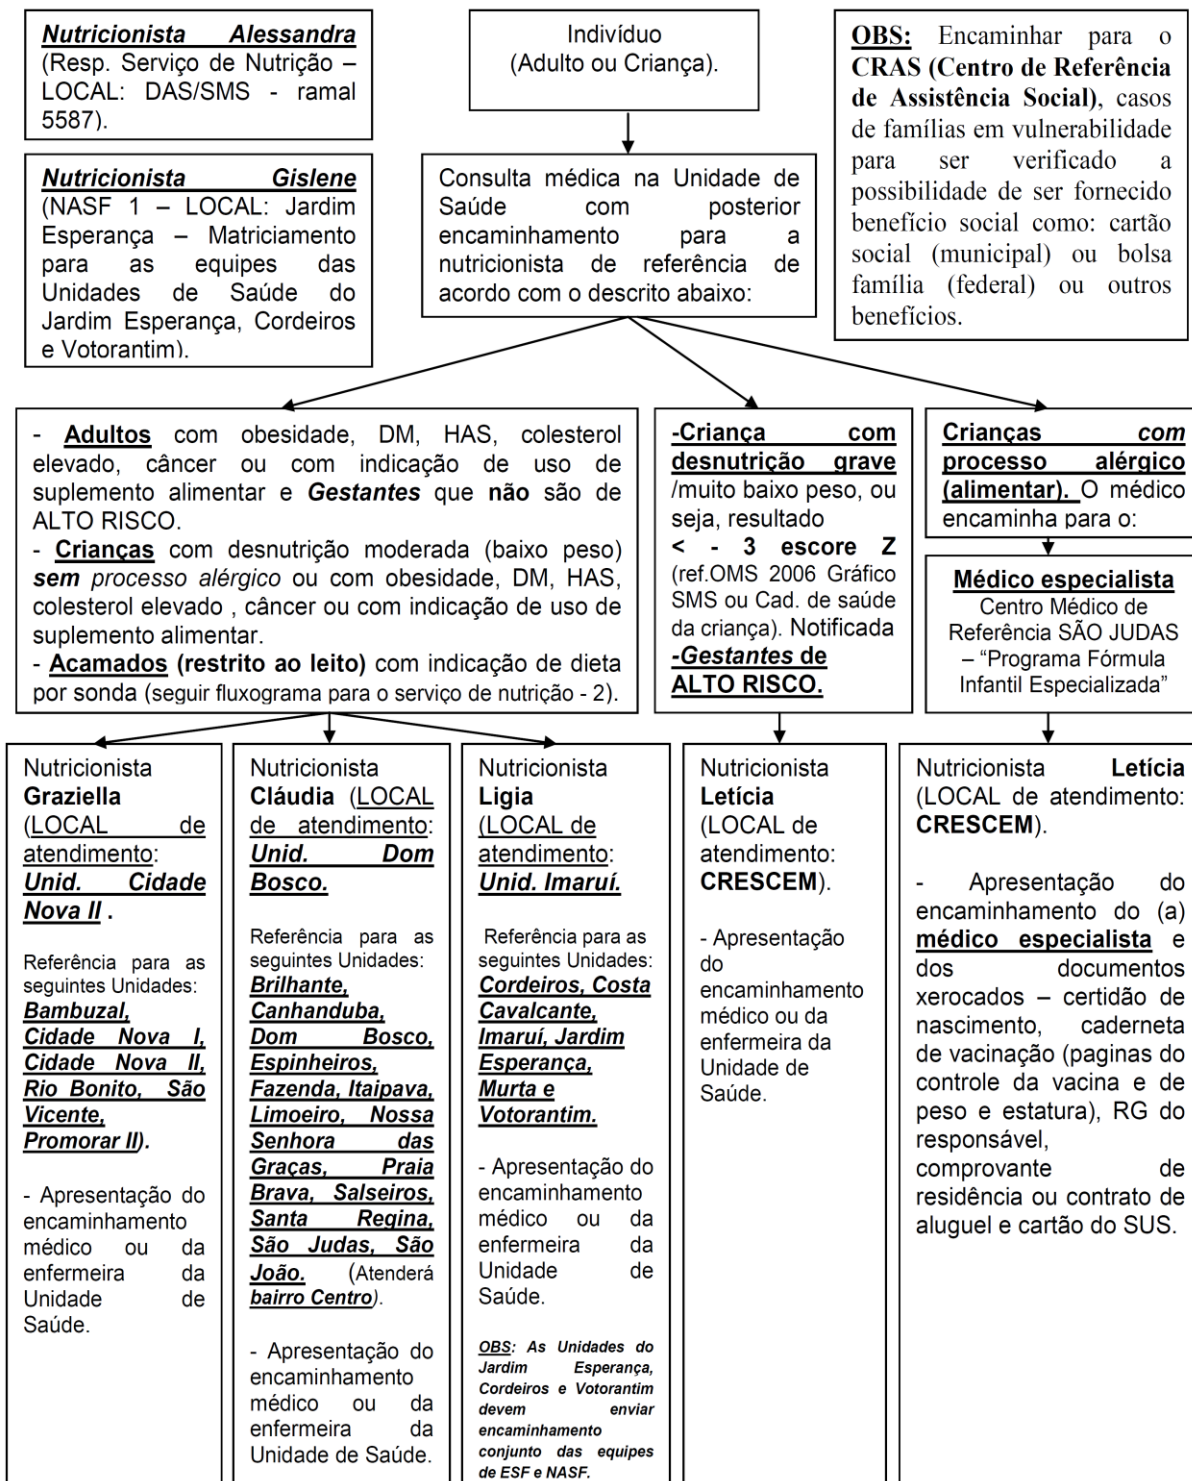 Nutricionista Alessandra
(Resp. Serviço de Nutrição –
LOCAL: DAS/SMS - ramal
5587).
Nutricionista Gislene
(NASF 1 – LOCAL: Jardim
Esperança – Matriciamento
para as equipes das
Unidades de Saúde do
Jardim Esperança, Cordeiros
e Votorantim).
Indivíduo
(Adulto ou Criança).
Consulta médica na Unidade de
Saúde com posterior
encaminhamento para a
nutricionista de referência de
acordo com o descrito abaixo:
OBS: Encaminhar para o
CRAS (Centro de Referência
de Assistência Social), casos
de famílias em vulnerabilidade
para ser verificado a
possibilidade de ser fornecido
benefício social como: cartão
social (municipal) ou bolsa
família (federal) ou outros
benefícios.
- Adultos com obesidade, DM, HAS, colesterol
elevado, câncer ou com indicação de uso de
suplemento alimentar e Gestantes que não são de
ALTO RISCO.
- Crianças com desnutrição moderada (baixo peso)
sem processo alérgico ou com obesidade, DM, HAS,
colesterol elevado , câncer ou com indicação de uso de
suplemento alimentar.
- Acamados (restrito ao leito) com indicação de dieta
por sonda (seguir fluxograma para o serviço de nutrição - 2).
-Criança com
desnutrição grave
/muito baixo peso, ou
seja, resultado
< - 3 escore Z
(ref.OMS 2006 Gráfico
SMS ou Cad. de saúde
da criança). Notificada
-Gestantes de
ALTO RISCO.
Crianças com
processo alérgico
(alimentar). O médico
encaminha para o:
Médico especialista
Centro Médico de
Referência SÃO JUDAS
– “Programa Fórmula
Infantil Especializada”
Nutricionista
Graziella
(LOCAL de
atendimento:
Unid. Cidade
Nova II .
Referência para as
seguintes Unidades:
Bambuzal,
Cidade Nova I,
Cidade Nova II,
Rio Bonito, São
Vicente,
Promorar II).
- Apresentação do
encaminhamento
médico ou da
enfermeira da
Unidade de
Saúde.
Nutricionista
Cláudia (LOCAL
de atendimento:
Unid. Dom
Bosco.
Referência para as
seguintes Unidades:
Brilhante,
Canhanduba,
Dom Bosco,
Espinheiros,
Fazenda, Itaipava,
Limoeiro, Nossa
Senhora das
Graças, Praia
Brava, Salseiros,
Santa Regina,
São Judas, São
João. (Atenderá
bairro Centro).
- Apresentação do
encaminhamento
médico ou da
enfermeira da
Unidade de Saúde.
Nutricionista
Ligia
(LOCAL de
atendimento:
Unid. Imaruí.
Referência para as
seguintes Unidades:
Cordeiros, Costa
Cavalcante,
Imaruí, Jardim
Esperança,
Murta e
Votorantim.
- Apresentação do
encaminhamento
médico ou da
enfermeira da
Unidade de
Saúde.
OBS: As Unidades do
Jardim Esperança,
Cordeiros e Votorantim
devem enviar
encaminhamento
conjunto das equipes
de ESF e NASF.
Nutricionista
Letícia
(LOCAL de
atendimento:
CRESCEM).
- Apresentação
do
encaminhamento
médico ou da
enfermeira da
Unidade de
Saúde.
Nutricionista Letícia
(LOCAL de atendimento:
CRESCEM).
- Apresentação do
encaminhamento do (a)
médico especialista e
dos documentos
xerocados – certidão de
nascimento, caderneta
de vacinação (paginas do
controle da vacina e de
peso e estatura), RG do
responsável,
comprovante de
residência ou contrato de
aluguel e cartão do SUS.